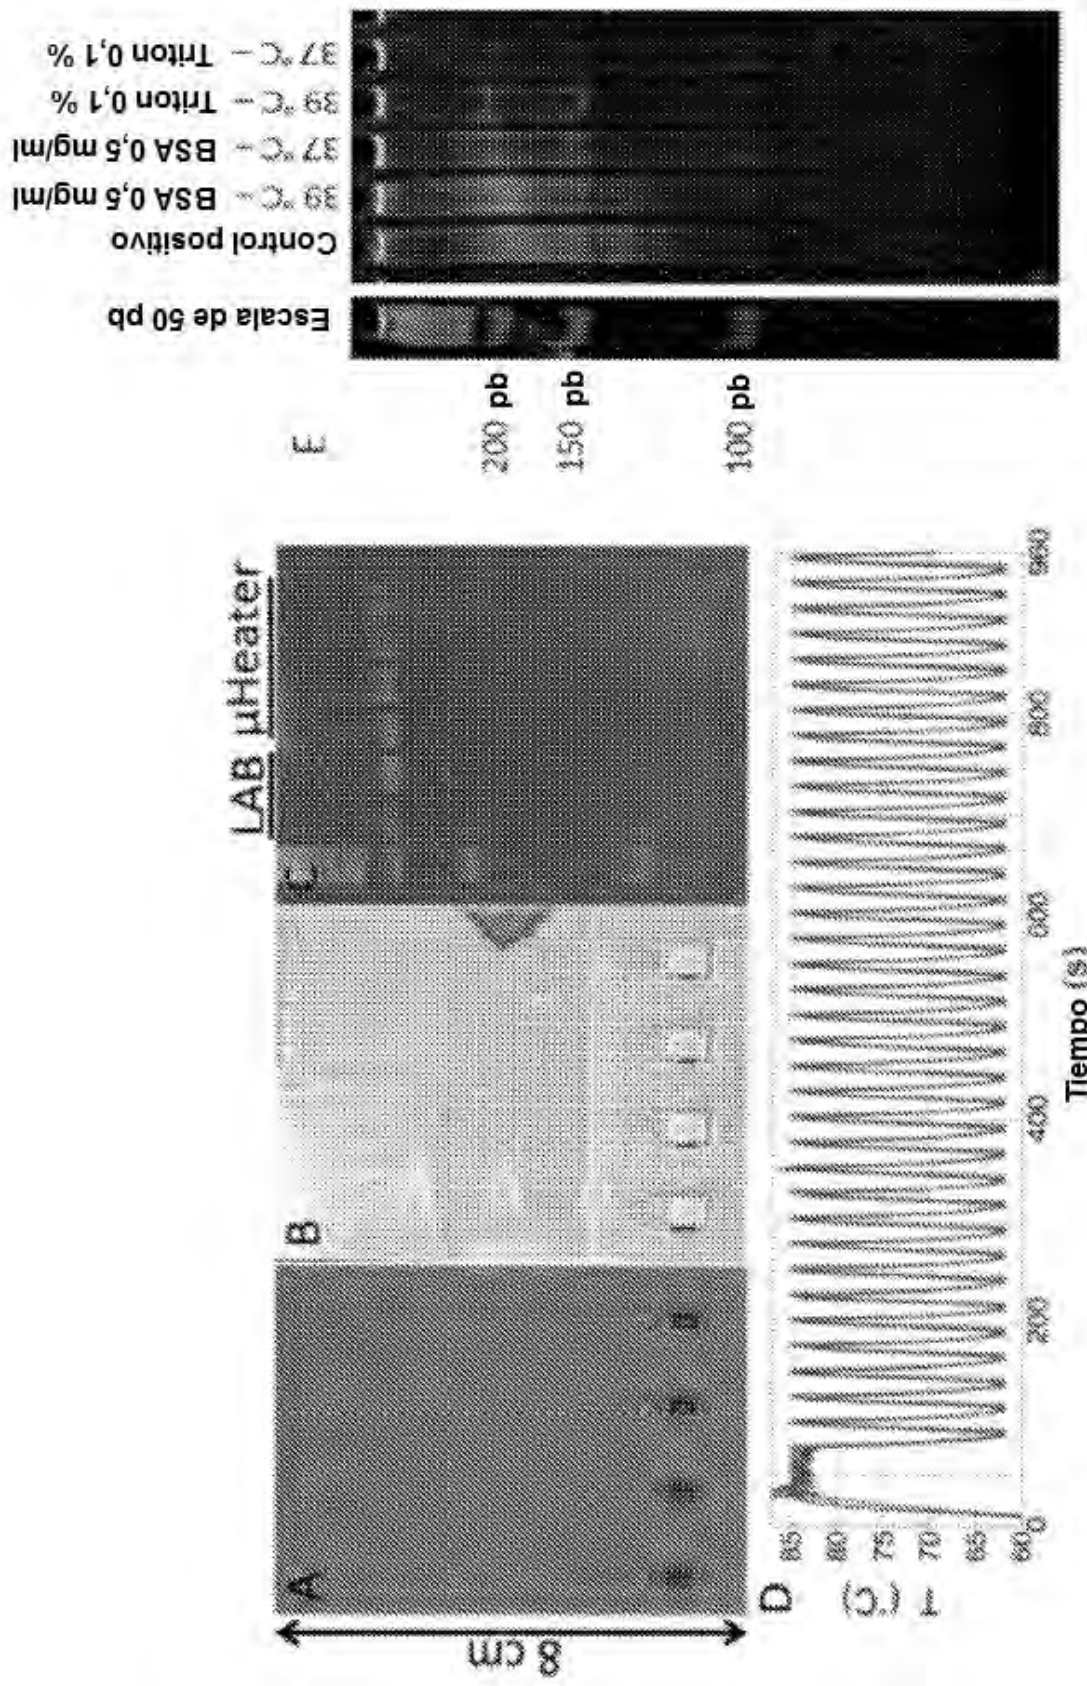 A
B
C
LAB µHeater
8 cm
D
T (°C)
85
80
75
70
65
60
0
200
400
600
800
960
Tiempo (s)
E
200 pb
150 pb
100 pb
Escala de 50 pb
Control positivo
39 °C – BSA 0,5 mg/ml
37 °C – BSA 0,5 mg/ml
39 °C – Triton 0,1 %
37 °C – Triton 0,1 %